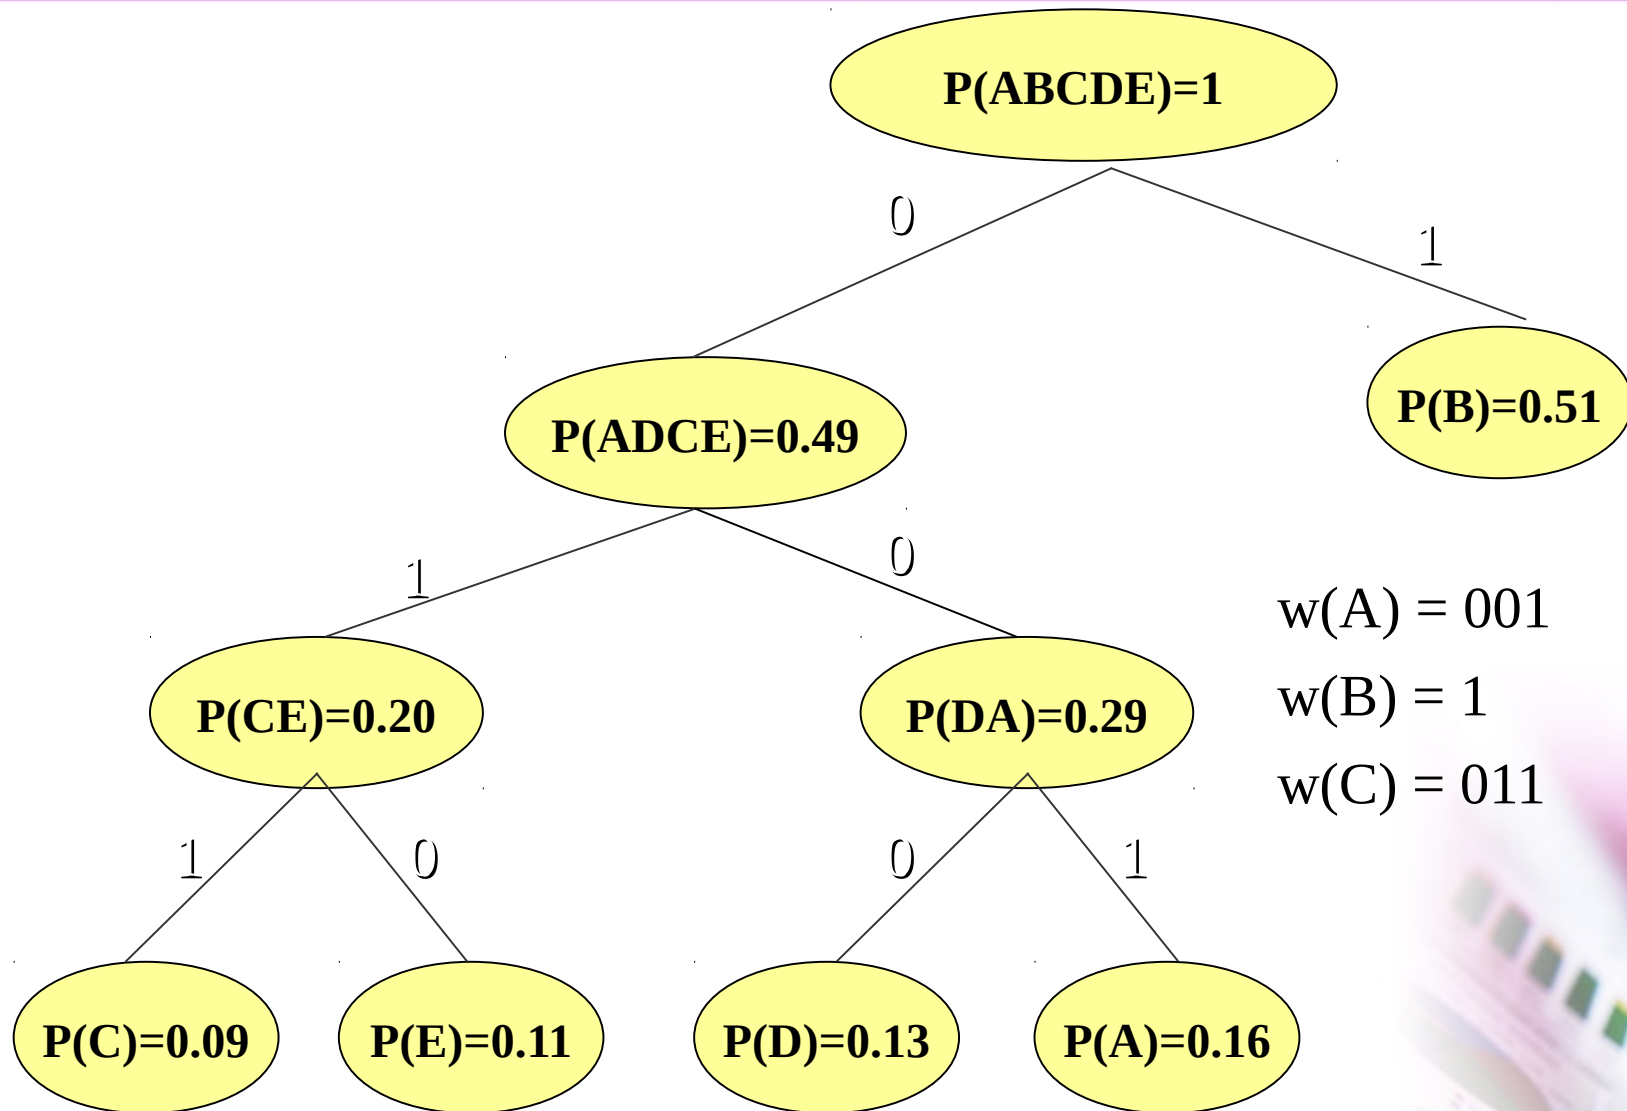 P(ABCDE)=1
0
1
P(B)=0.51
P(ADCE)=0.49
1
0
w(A) = 001
w(B) = 1
w(C) = 011
P(CE)=0.20
P(DA)=0.29
1
0
0
1
P(C)=0.09
P(E)=0.11
P(D)=0.13
P(A)=0.16